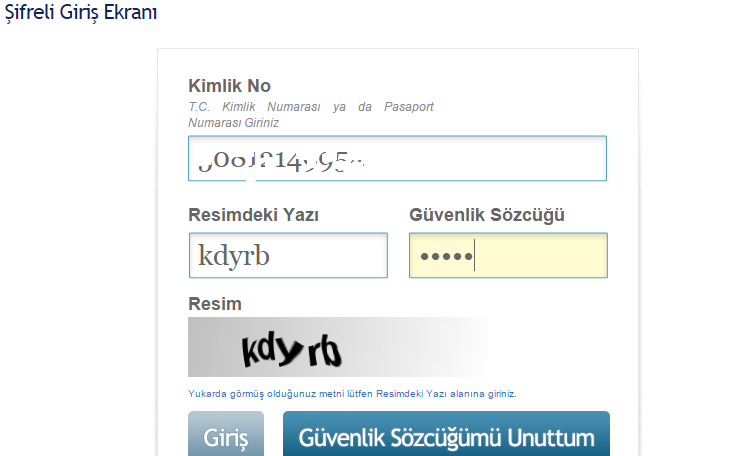 Şifreli Giriş Ekranı
Kimlik No
T.C. Kimlik Numarası ya da Pasaport
Numarası Giriniz
Resimdeki Yazı Güvenlik Sözcüğü
kdyrb •••••
Resim
kdyrb
Yukarda görmüş olduğunuz metni lütfen Resimdeki Yazı alanına giriniz.
Giriş Güvenlik Sözcüğümü Unuttum